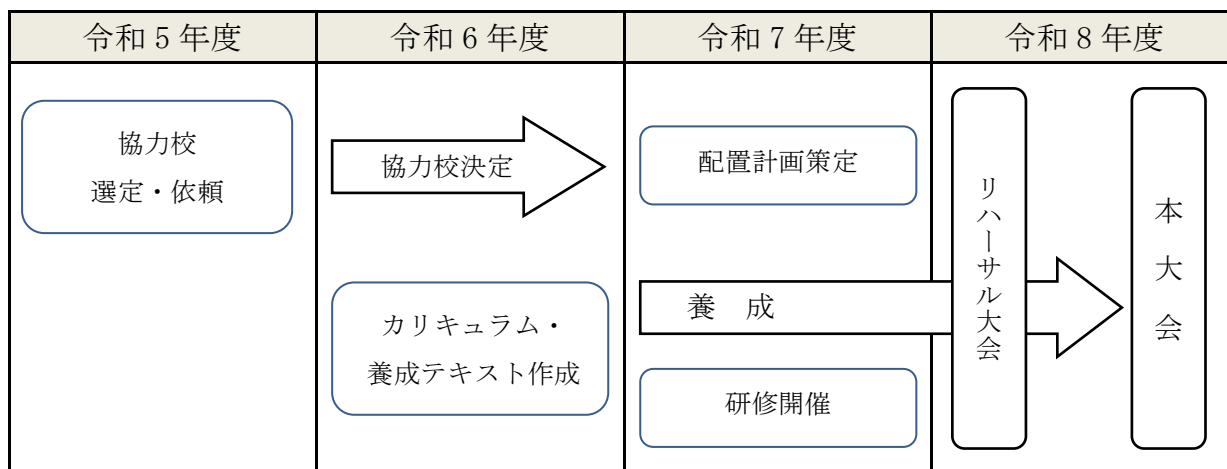 令和5年度
令和6年度
令和7年度
令和8年度
協力校
選定・依頼
協力校決定
カリキュラム・
養成テキスト作成
配置計画策定
養　成
研修開催
リハーサル大会
本大会